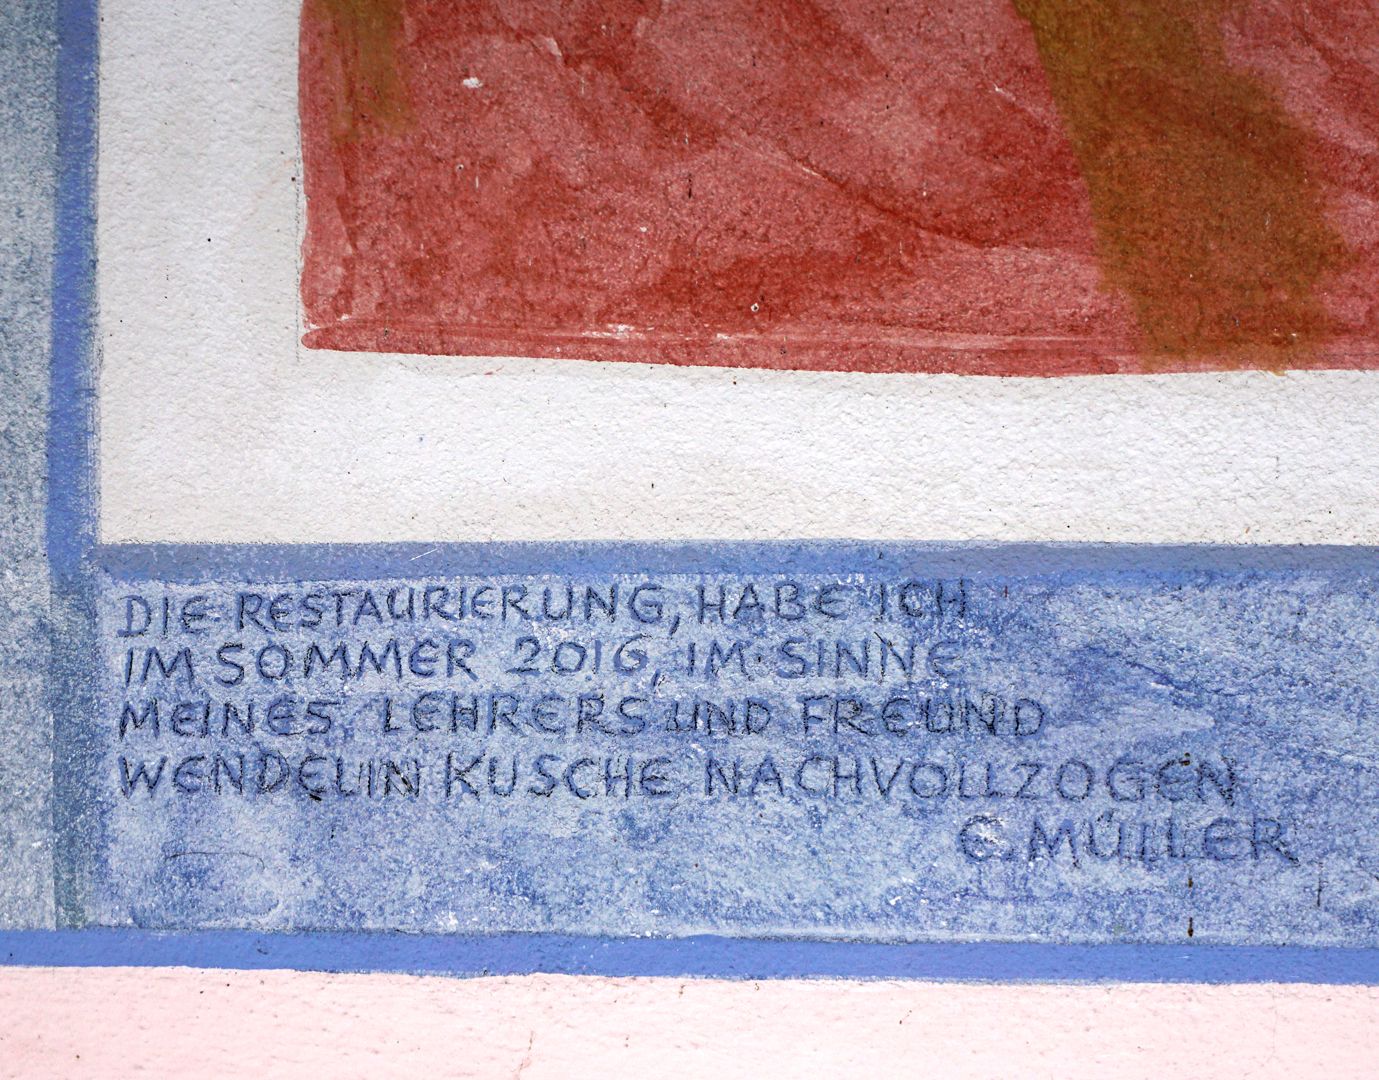 DIE RESTAURIERUNG, HABE ICH
IM SOMMER 2016, IM SINNE
MEINES LEHRERS UND FREUND
WENDELIN KUSCHE NACHVOLLZOGEN
G. MÜLLER